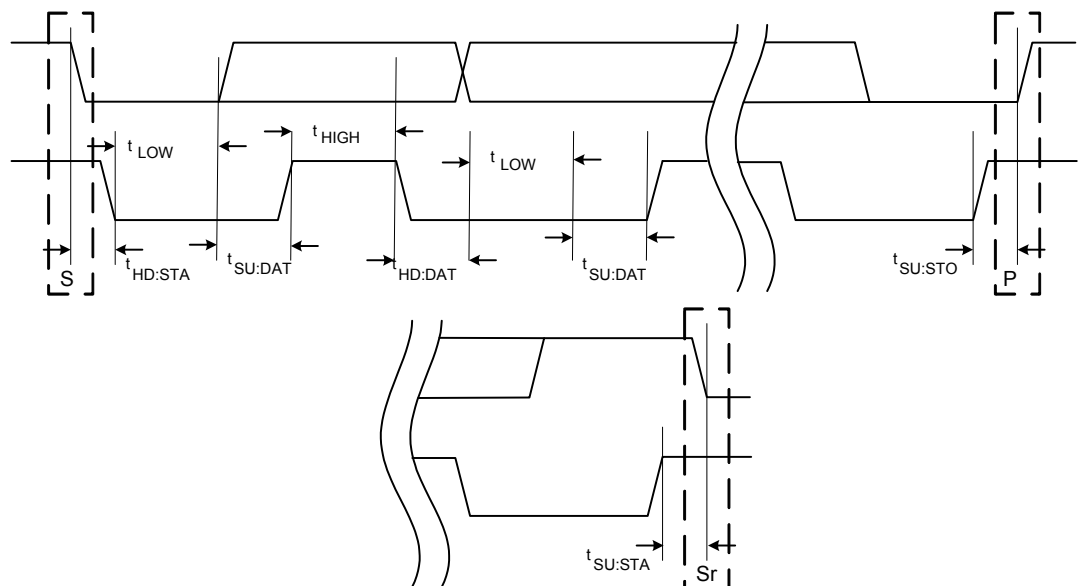 t HIGH
t LOW
t LOW
t HD:STA
t SU:DAT
t HD:DAT
t SU:DAT
t SU:STO
S
P
t SU:STA
Sr